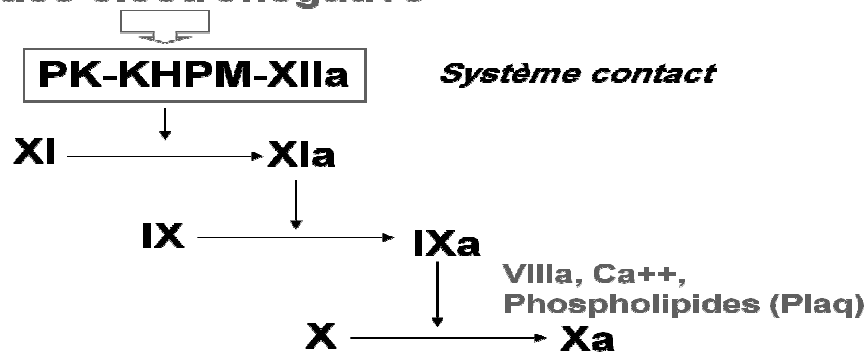 PK-KHPM-XIIa
Système contact
XI XIa
IX IXa
VIIIa, Ca++,
Phospholipides (Plaq)
X Xa